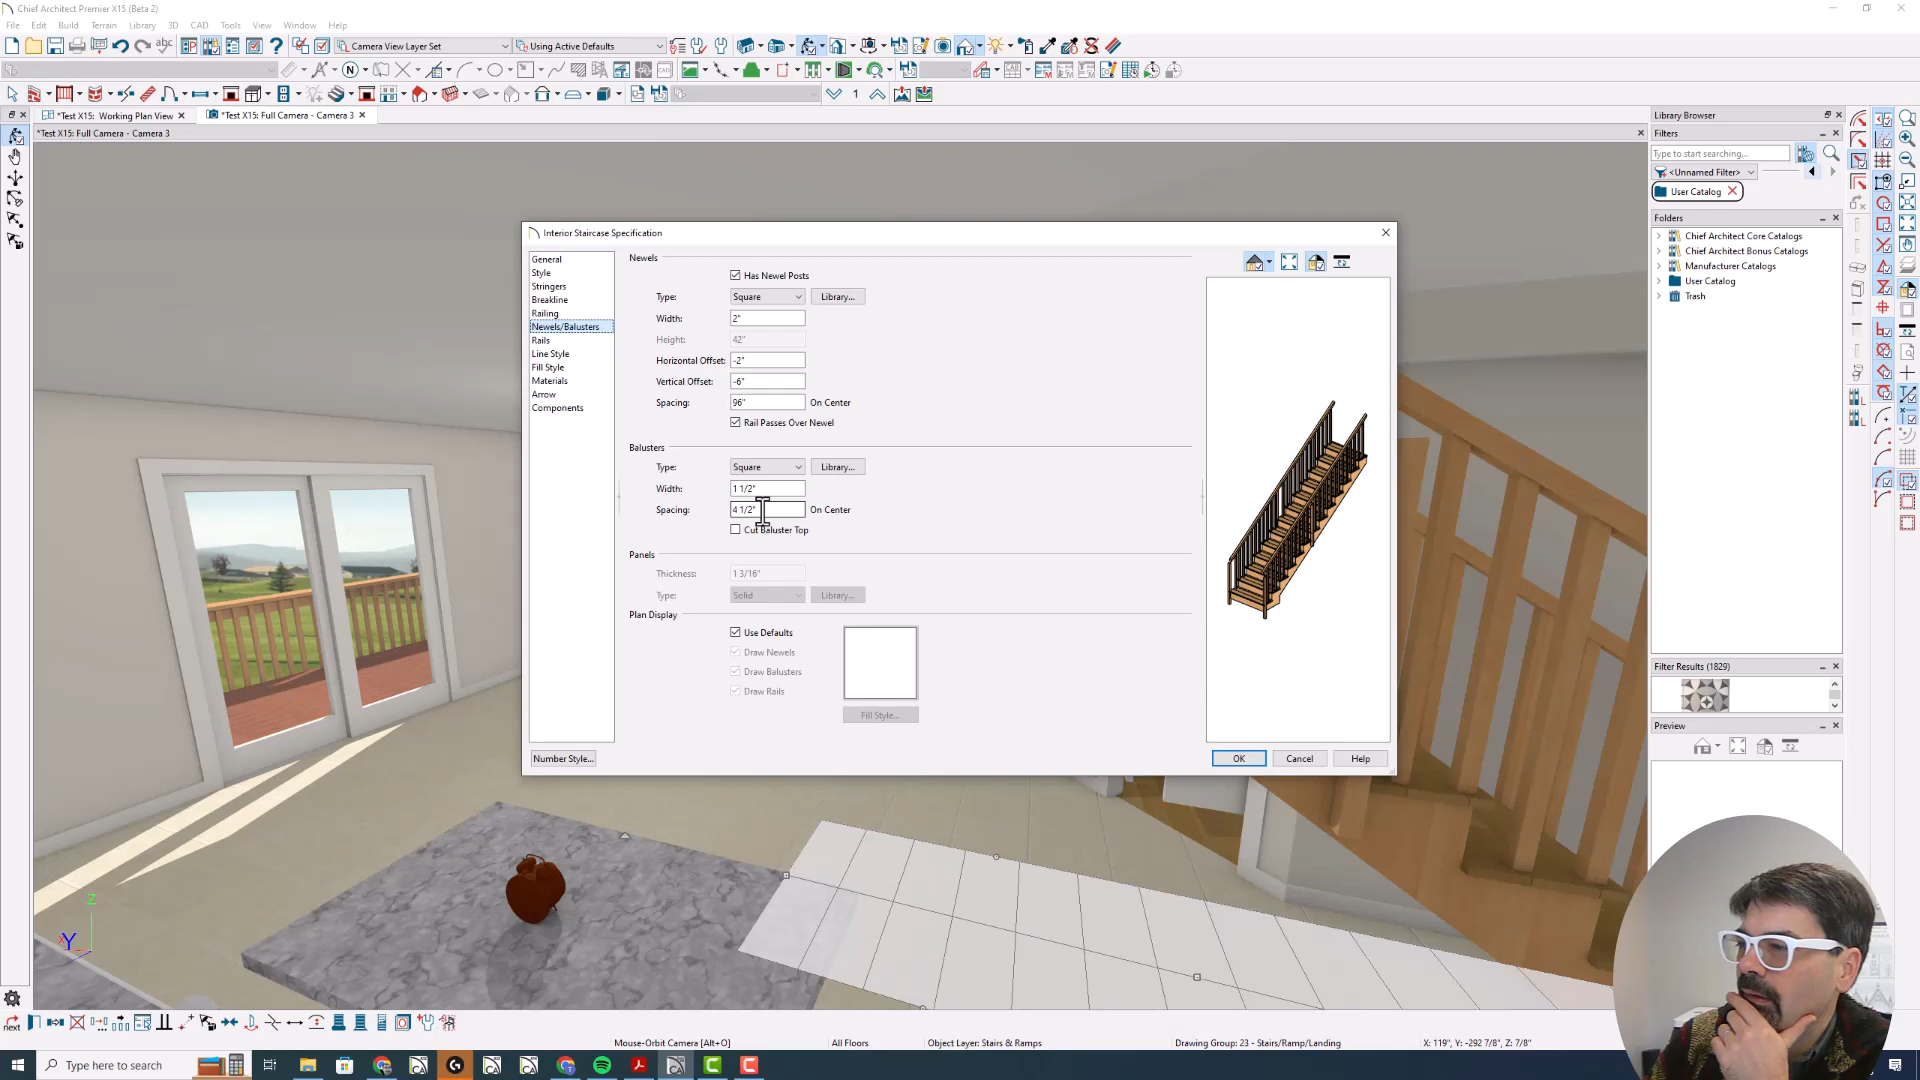 Chief Architect Premier X15 (Beta 2)
File Edit Build Terrain Library 3D CAD Tools View Window Help
Camera View Layer Set
Using Active Defaults
1
*Test X15: Working Plan View
*Test X15: Full Camera - Camera 3
*Test X15: Full Camera - Camera 3
Interior Staircase Specification
General
Style
Stringers
Breakline
Railing
Newels/Balusters
Rails
Line Style
Fill Style
Materials
Arrow
Components
Newels
Has Newel Posts
Type: Square Library...
Width: 2"
Height: 42"
Horizontal Offset: -2"
Vertical Offset: -6"
Spacing: 96" On Center
Rail Passes Over Newel
Balusters
Type: Square Library...
Width: 1 1/2"
Spacing: 4 1/2" On Center
Cut Baluster Top
Panels
Thickness: 1 3/16"
Type: Solid Library...
Plan Display
Use Defaults
Draw Newels
Draw Balusters
Draw Rails
Fill Style...
Number Style...
OK Cancel Help
Library Browser
Filters
Type to start searching...
<Unnamed Filter>
User Catalog
Folders
Chief Architect Core Catalogs
Chief Architect Bonus Catalogs
Manufacturer Catalogs
User Catalog
Trash
Filter Results (1829)
Preview
Z
X
Y
next
Mouse-Orbit Camera [Alt+O]
All Floors
Object Layer: Stairs & Ramps
Drawing Group: 23 - Stairs/Ramp/Landing
X: 119", Y: -292 7/8", Z: 7/8"
Type here to search